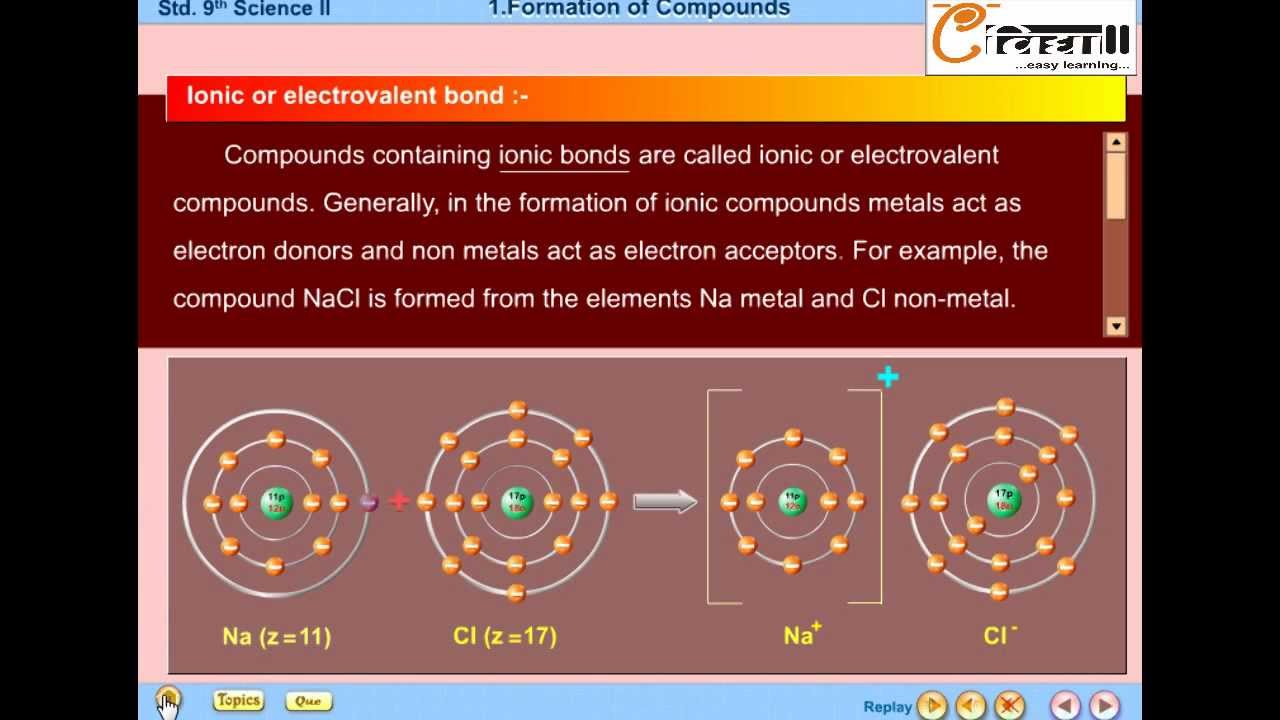 Std. 9th Science II
1.Formation of Compounds
eविद्याII
...easy learning...
Ionic or electrovalent bond :-
Compounds containing ionic bonds are called ionic or electrovalent
compounds. Generally, in the formation of ionic compounds metals act as
electron donors and non metals act as electron acceptors. For example, the
compound NaCl is formed from the elements Na metal and Cl non-metal.
+
11p
12n
+
17p
18n
11p
12n
17p
18n
Na (z=11)
Cl (z=17)
Na+
Cl-
Topics
Que
Replay